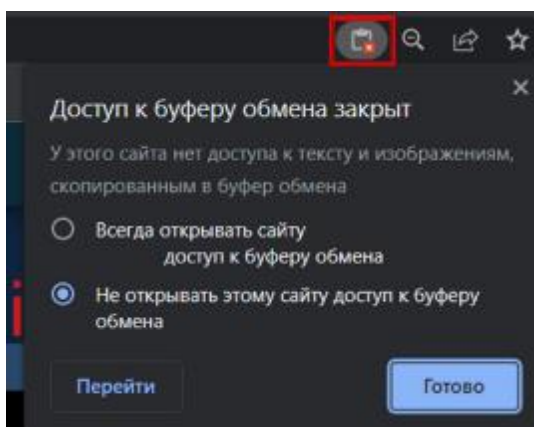 Доступ к буферу обмена закрыт
У этого сайта нет доступа к тексту и изображениям,
скопированным в буфер обмена
Всегда открывать сайту
доступ к буферу обмена
Не открывать этому сайту доступ к буферу
обмена
Перейти
Готово